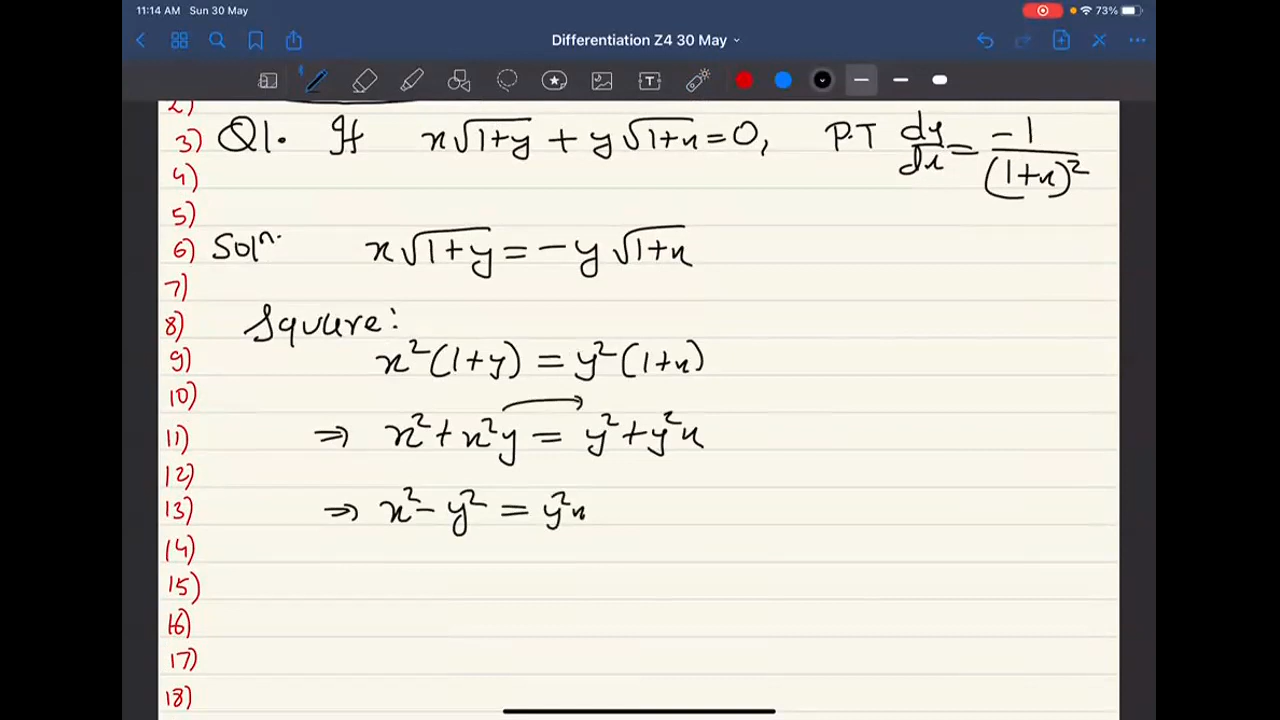 11:14 AM Sun 30 May 73%
Differentiation Z4 30 May
2)
3) Q1. If x√1+y + y√1+x = 0, P.T dy/dx = -1/(1+x)²
4)
5)
6) Soln. x√1+y = -y√1+x
7)
8) Square:
9) x²(1+y) = y²(1+x)
10)
11) ⇒ x²+x²y = y²+y²x
12)
13) ⇒ x²-y² = y²x
14)
15)
16)
17)
18)